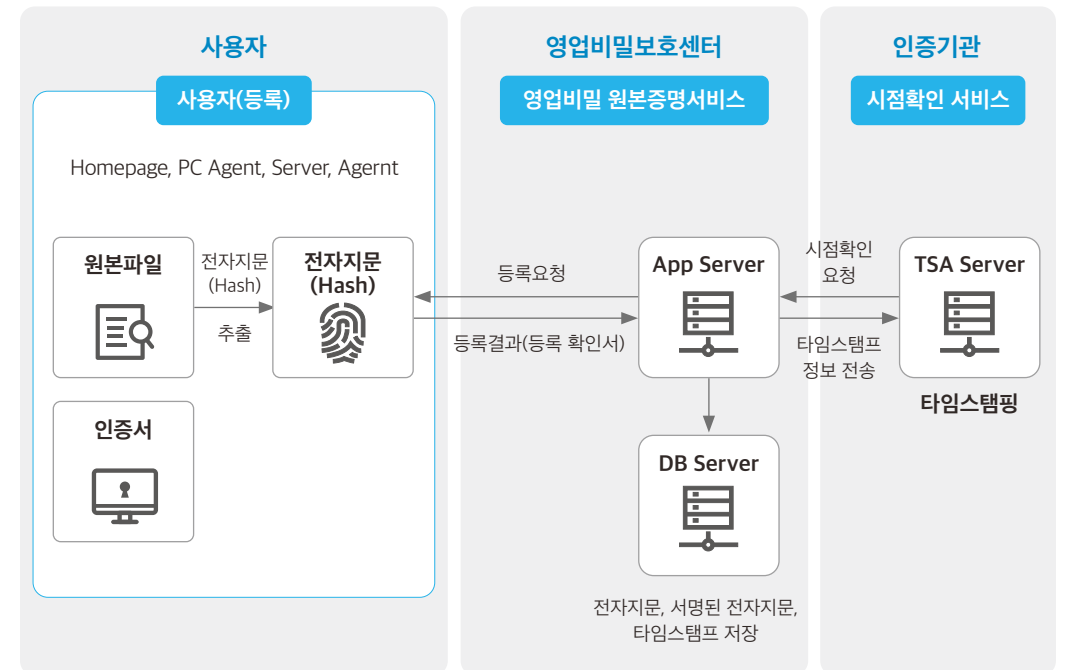 사용자
사용자(등록)
Homepage, PC Agent, Server, Agernt
원본파일
전자지문
(Hash)
추출
전자지문
(Hash)
인증서
등록요청
등록결과(등록 확인서)
영업비밀보호센터
영업비밀 원본증명서비스
App Server
DB Server
전자지문, 서명된 전자지문,
타임스탬프 저장
시점확인
요청
타임스탬프
정보 전송
인증기관
시점확인 서비스
TSA Server
타임스탬핑